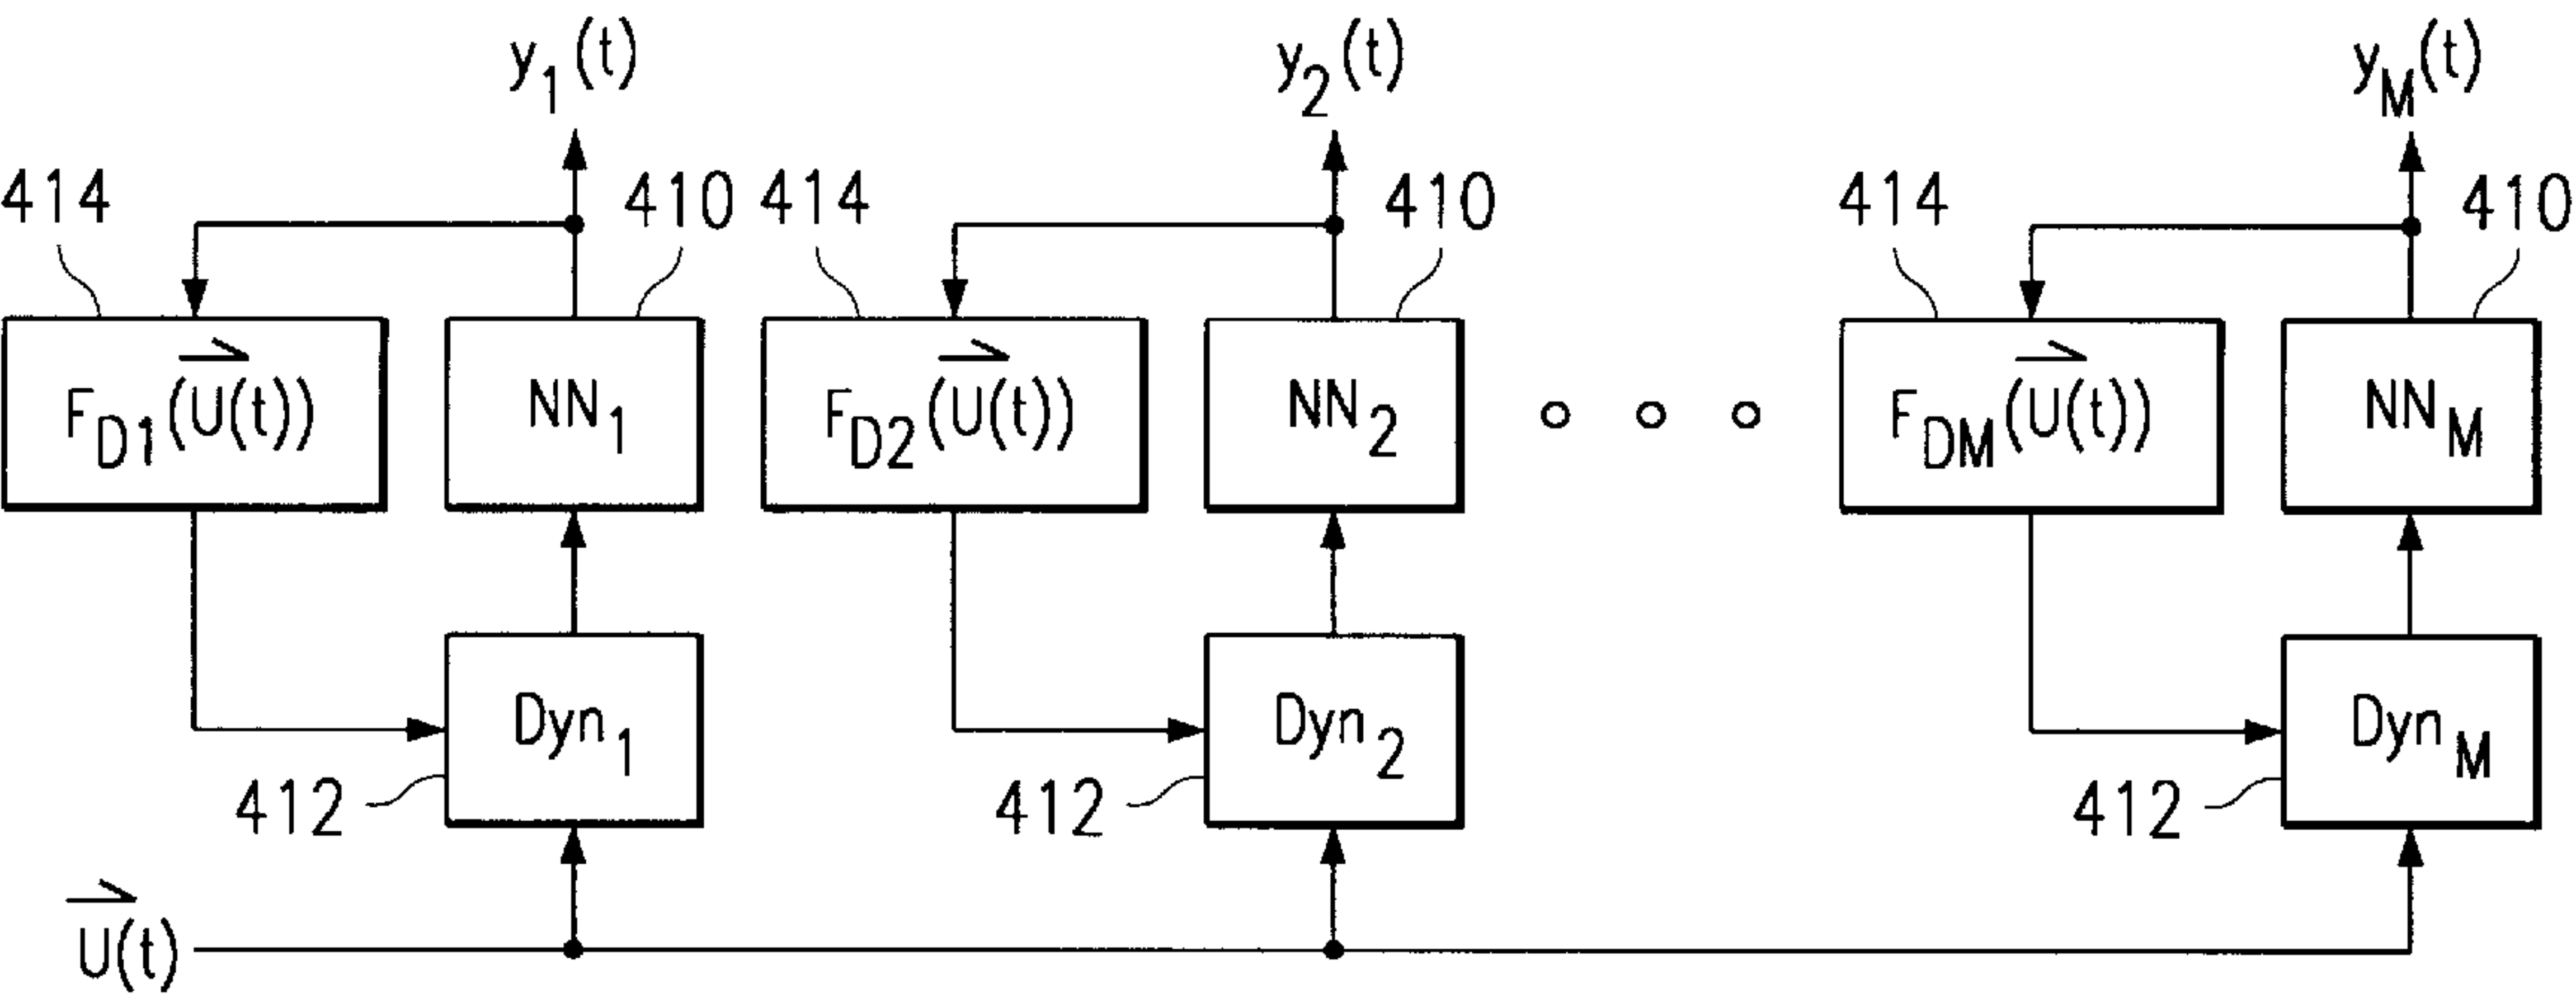 y1(t) y2(t) yM(t)
414 410 414 410 414 410
FD1(U(t)) NN1 FD2(U(t)) NN2 FDM(U(t)) NNM
Dyn1 Dyn2 DynM
412 412 412
U(t)